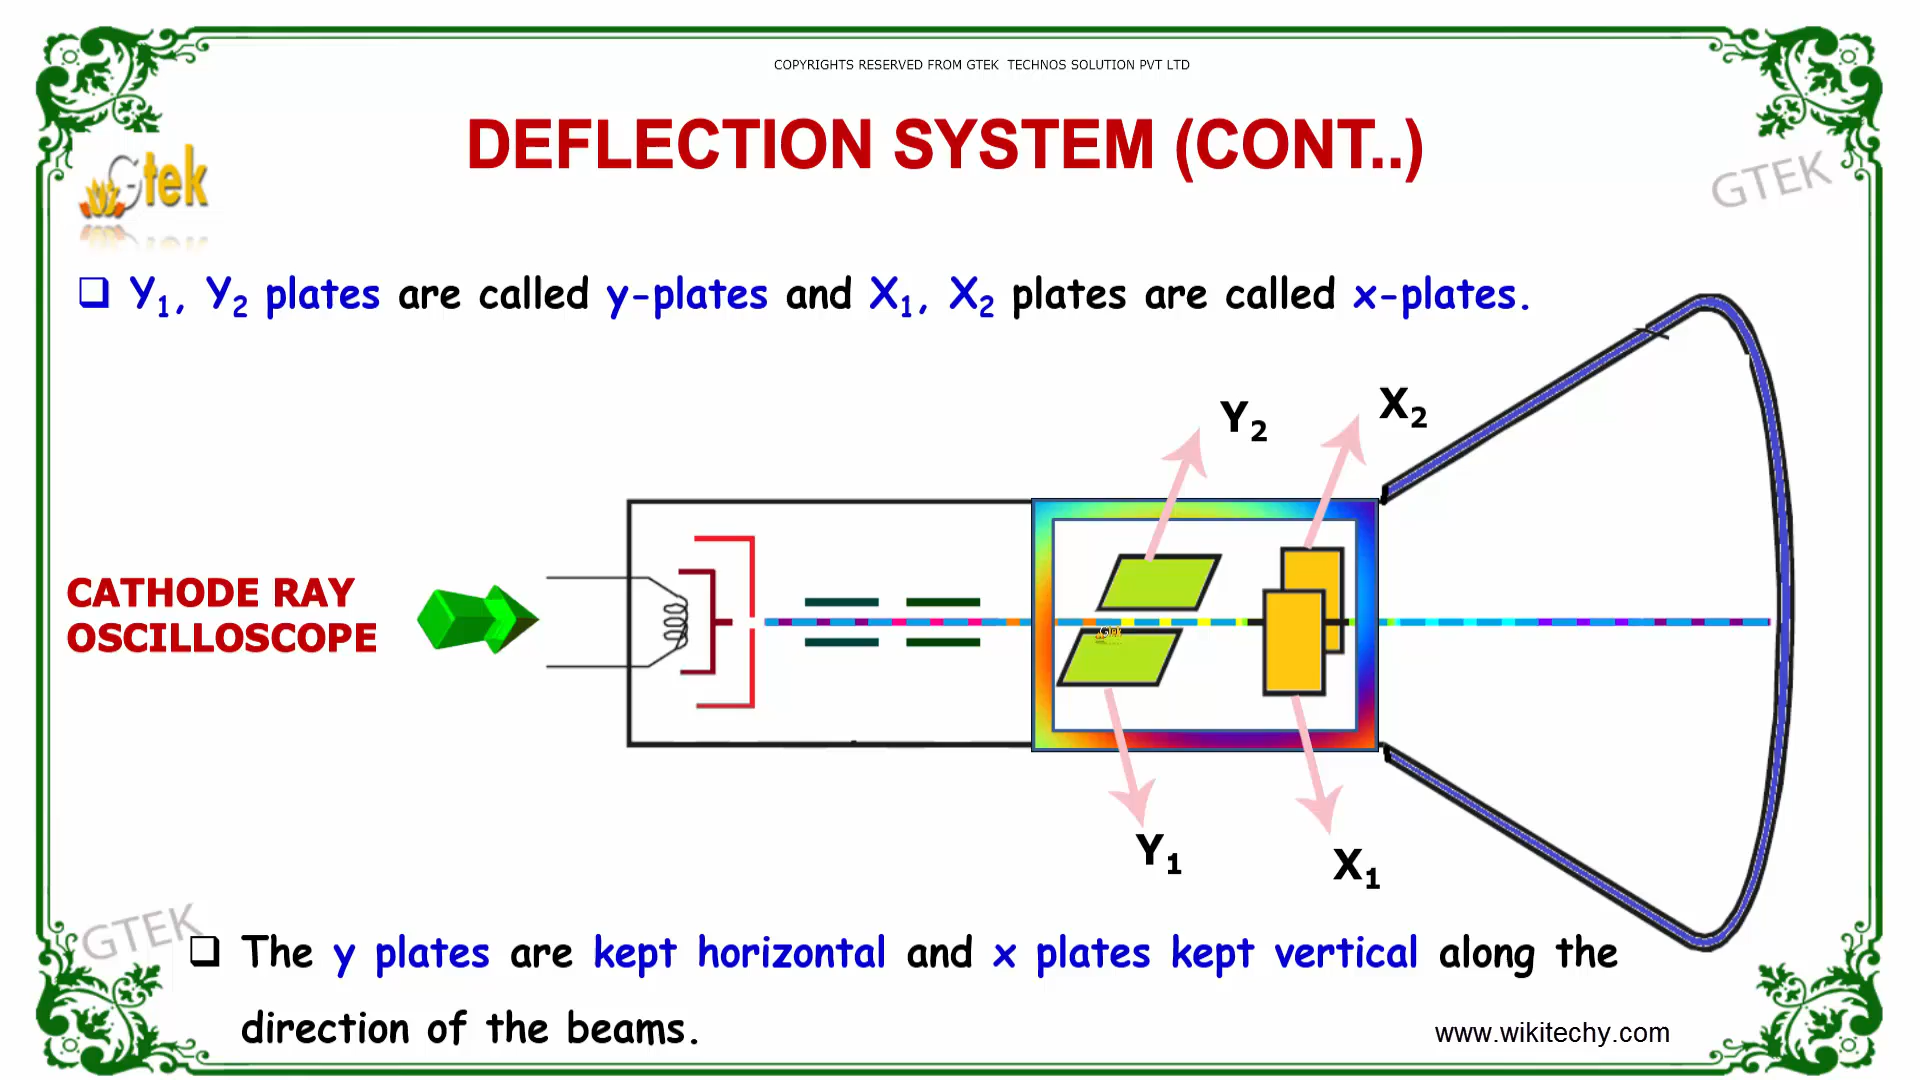 COPYRIGHTS RESERVED FROM GTEK TECHNOS SOLUTION PVT LTD
DEFLECTION SYSTEM (CONT..)
Gtek
GTEK
❑ Y₁, Y₂ plates are called y-plates and X₁, X₂ plates are called x-plates.
Y₂
X₂
CATHODE RAY
OSCILLOSCOPE
Gtek
Y₁
X₁
GTEK
❑ The y plates are kept horizontal and x plates kept vertical along the
direction of the beams.
www.wikitechy.com